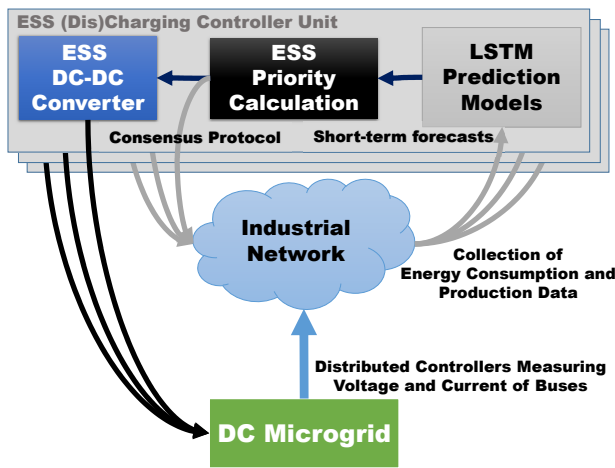 ESS (Dis)Charging Controller Unit
ESS
DC-DC
Converter
ESS
Priority
Calculation
LSTM
Prediction
Models
Consensus Protocol
Short-term forecasts
Industrial
Network
Collection of
Energy Consumption and
Production Data
Distributed Controllers Measuring
Voltage and Current of Buses
DC Microgrid